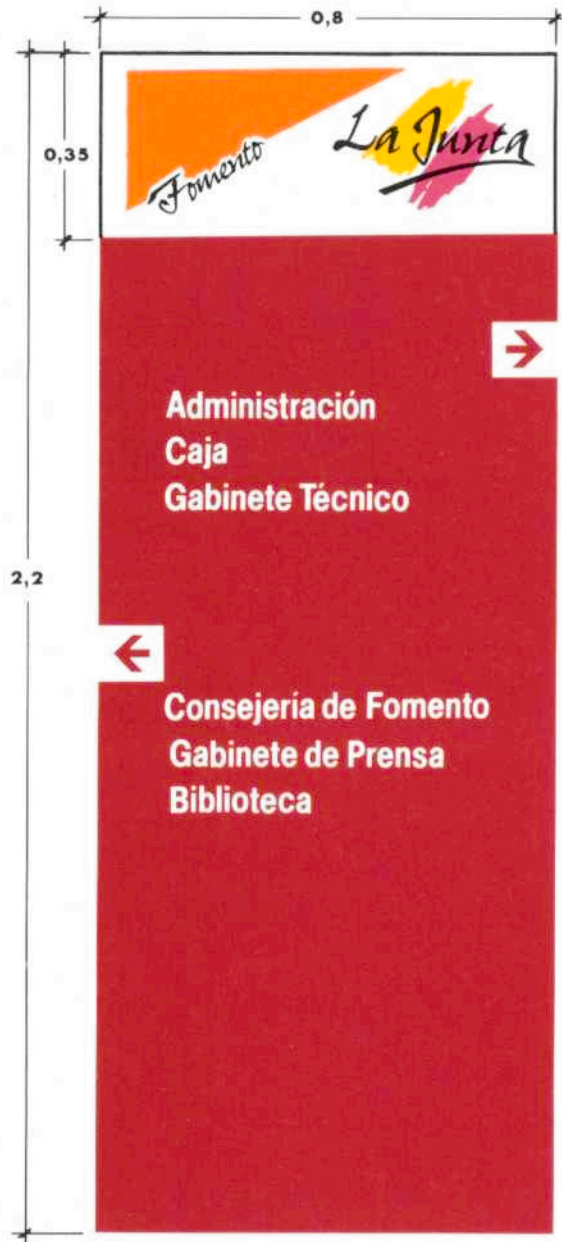 0,8
0,35
Fomento
La Junta
Administración
Caja
Gabinete Técnico
2,2
Consejería de Fomento
Gabinete de Prensa
Biblioteca